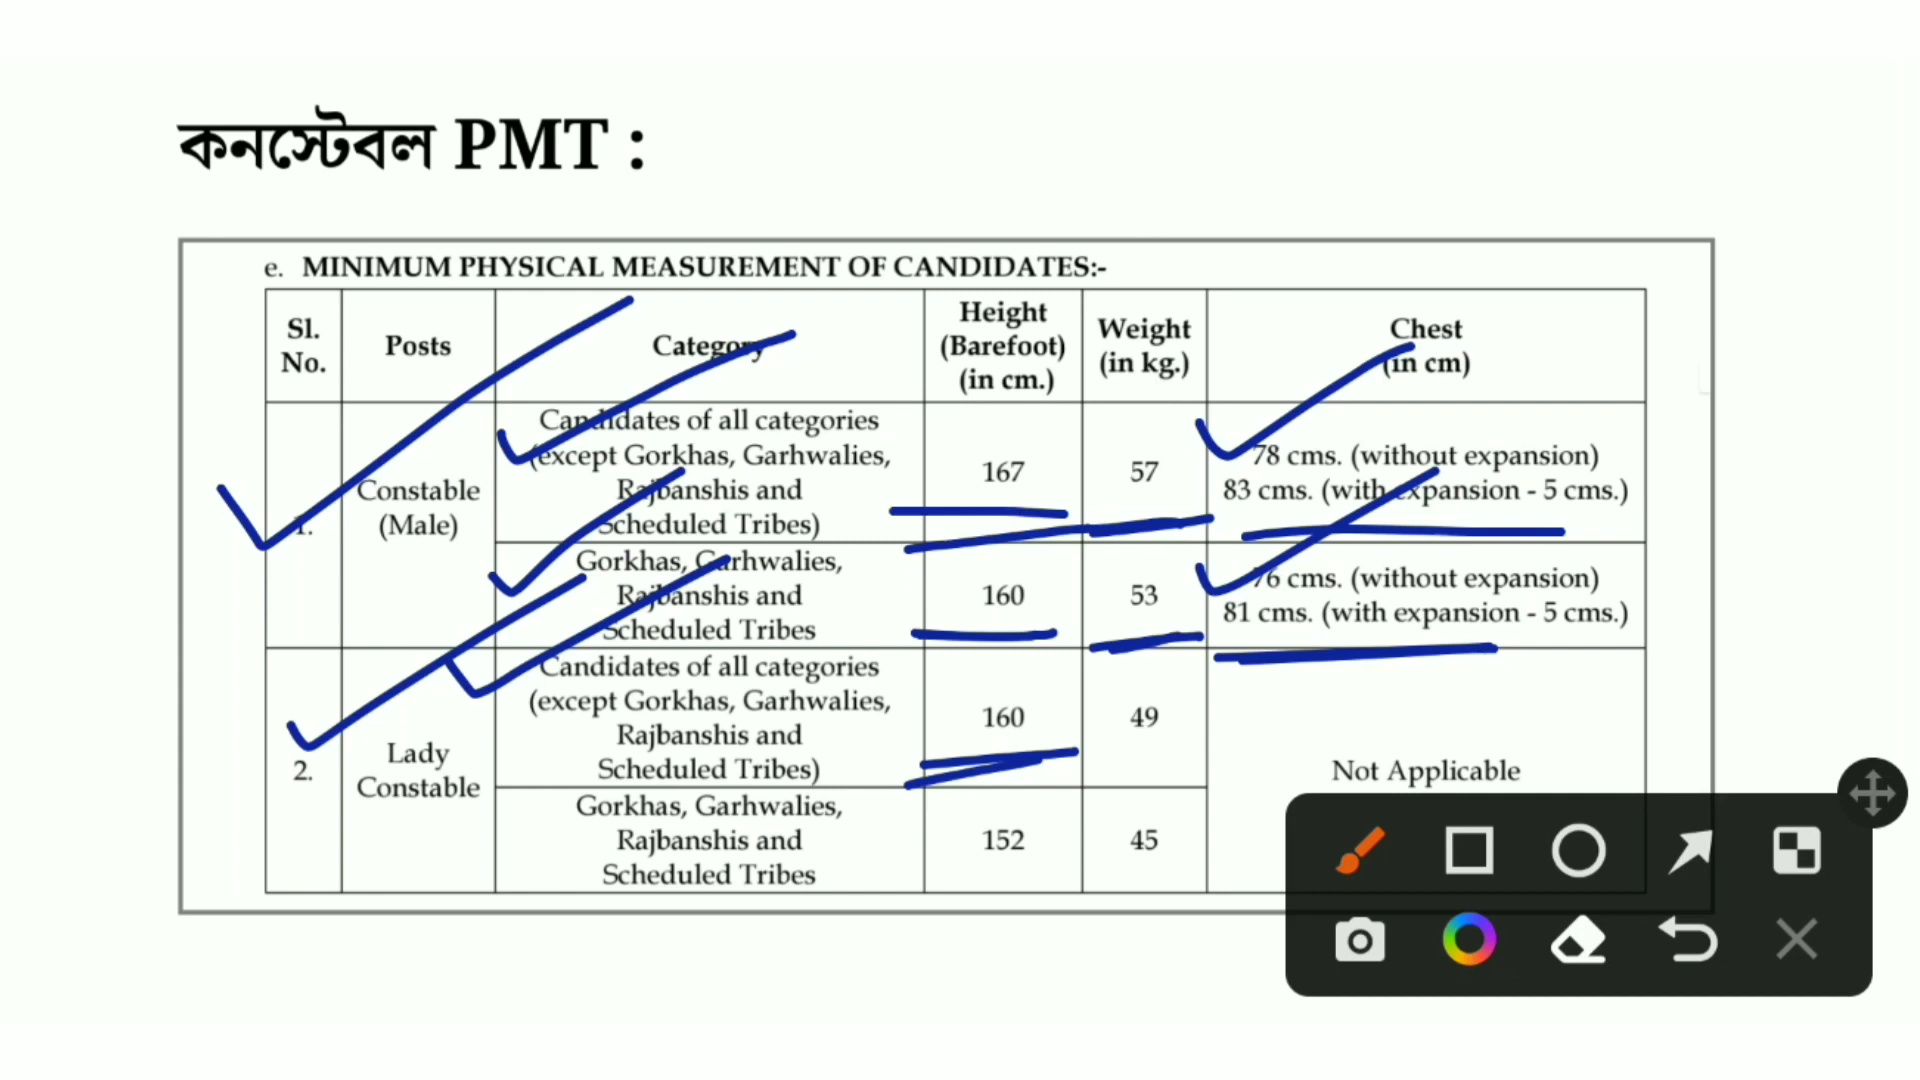 কনস্টেবল PMT :
e. MINIMUM PHYSICAL MEASUREMENT OF CANDIDATES:-
Sl. No. Posts Category Height (Barefoot) (in cm.) Weight (in kg.) Chest (in cm)
1. Constable (Male)
Candidates of all categories
(except Gorkhas, Garhwalies,
Rajbanshis and
Scheduled Tribes)
167 57
78 cms. (without expansion)
83 cms. (with expansion - 5 cms.)
Gorkhas, Garhwalies,
Rajbanshis and
Scheduled Tribes
160 53
76 cms. (without expansion)
81 cms. (with expansion - 5 cms.)
2. Lady Constable
Candidates of all categories
(except Gorkhas, Garhwalies,
Rajbanshis and
Scheduled Tribes)
160 49
Not Applicable
Gorkhas, Garhwalies,
Rajbanshis and
Scheduled Tribes
152 45